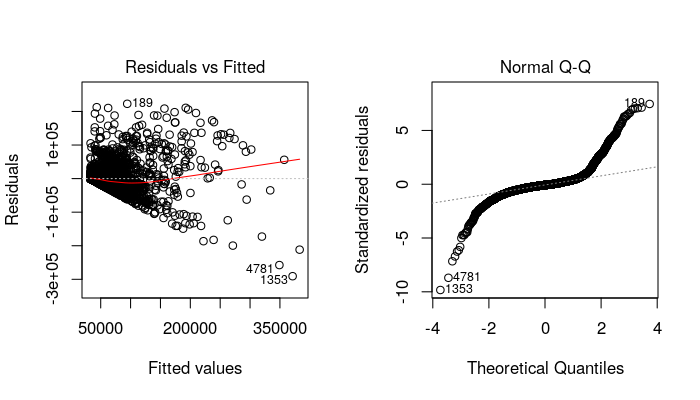 Residuals vs Fitted
Residuals
-3e+05
-1e+05
1e+05
189
4781
1353
50000
200000
350000
Fitted values
Normal Q-Q
Standardized residuals
-10
-5
0
5
189
4781
1353
-4
-2
0
2
4
Theoretical Quantiles